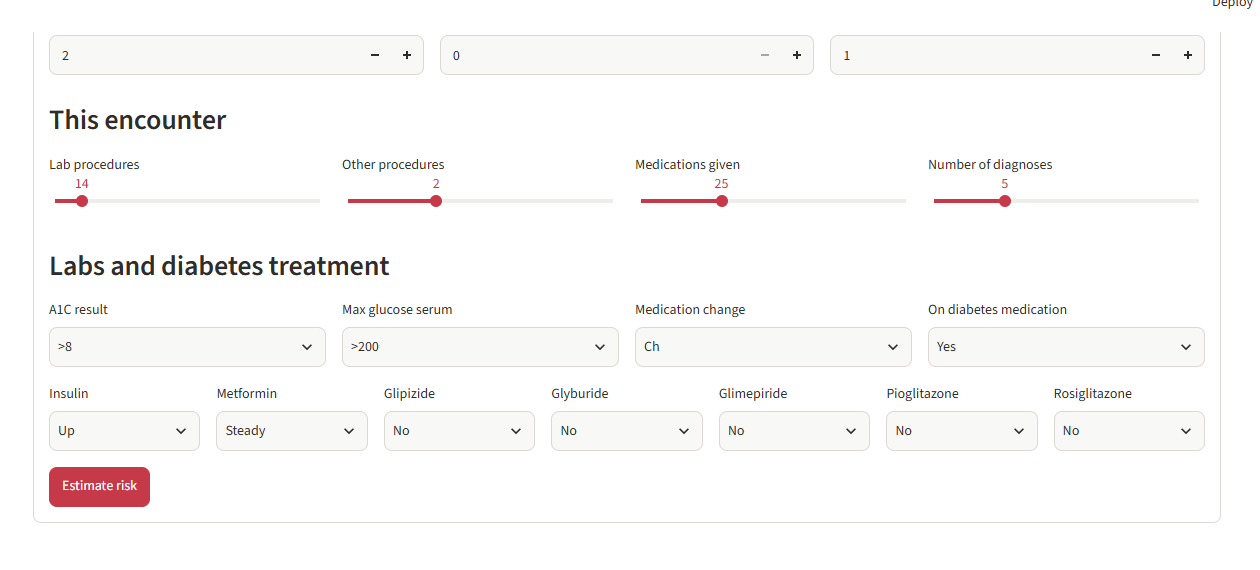 Deploy
2 0 1
This encounter
Lab procedures Other procedures Medications given Number of diagnoses
14 2 25 5
Labs and diabetes treatment
A1C result Max glucose serum Medication change On diabetes medication
>8 >200 Ch Yes
Insulin Metformin Glipizide Glyburide Glimepiride Pioglitazone Rosiglitazone
Up Steady No No No No No
Estimate risk